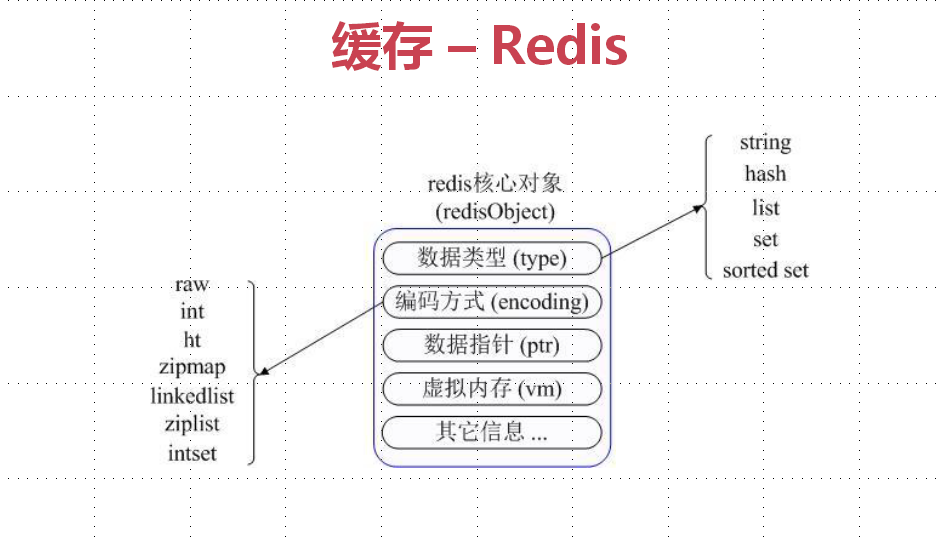 缓存 – Redis
redis核心对象
(redisObject)
数据类型 (type)
编码方式 (encoding)
数据指针 (ptr)
虚拟内存 (vm)
其它信息 ...
string
hash
list
set
sorted set
raw
int
ht
zipmap
linkedlist
ziplist
intset